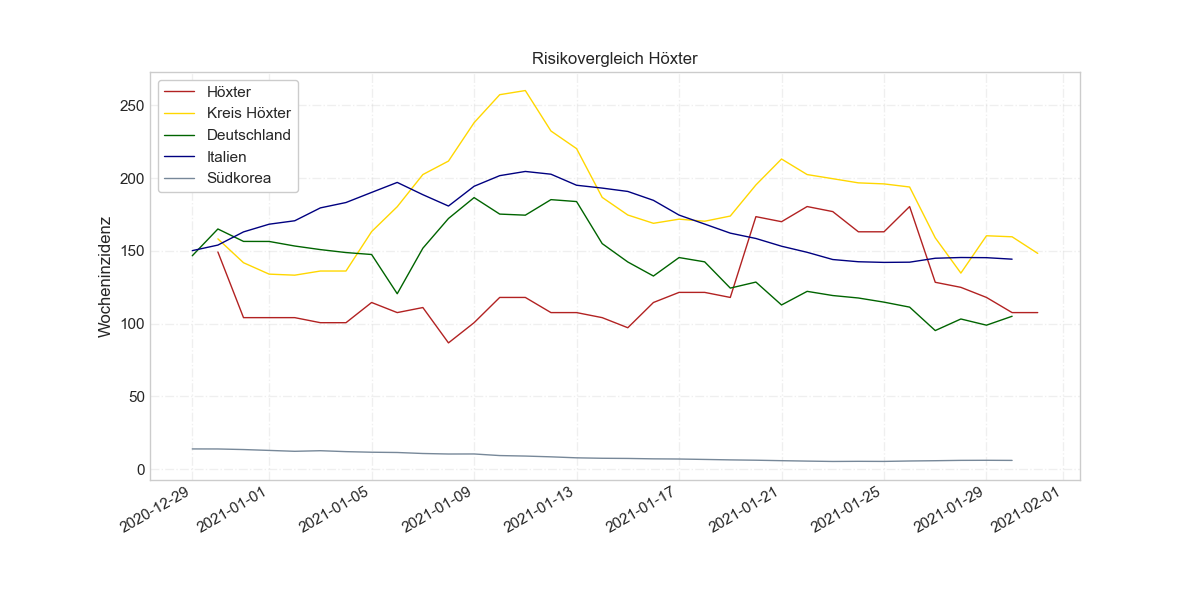 Risikovergleich Höxter
Höxter
Kreis Höxter
Deutschland
Italien
Südkorea
Wocheninzidenz
250
200
150
100
50
0
2020-12-29
2021-01-01
2021-01-05
2021-01-09
2021-01-13
2021-01-17
2021-01-21
2021-01-25
2021-01-29
2021-02-01